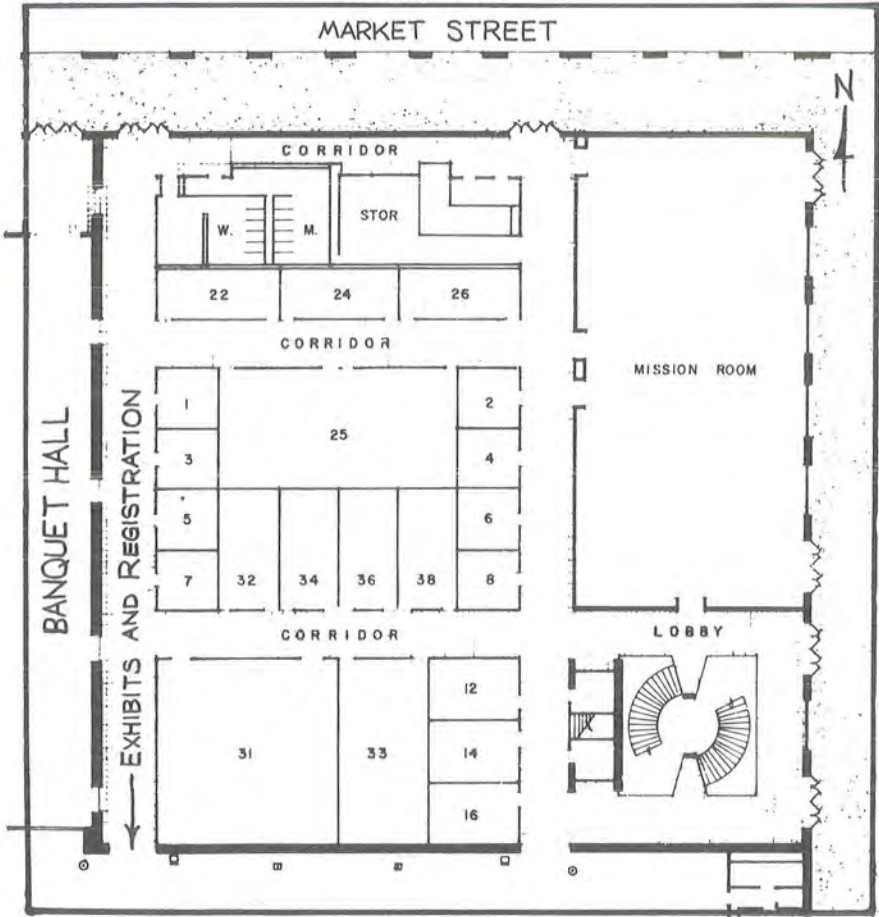 MARKET STREET
N
CORRIDOR
W.
M.
STOR
22
24
26
CORRIDOR
MISSION ROOM
1
2
25
3
4
5
6
7
32
34
36
38
8
BANQUET HALL
EXHIBITS AND REGISTRATION
CORRIDOR
LOBBY
12
31
33
14
16